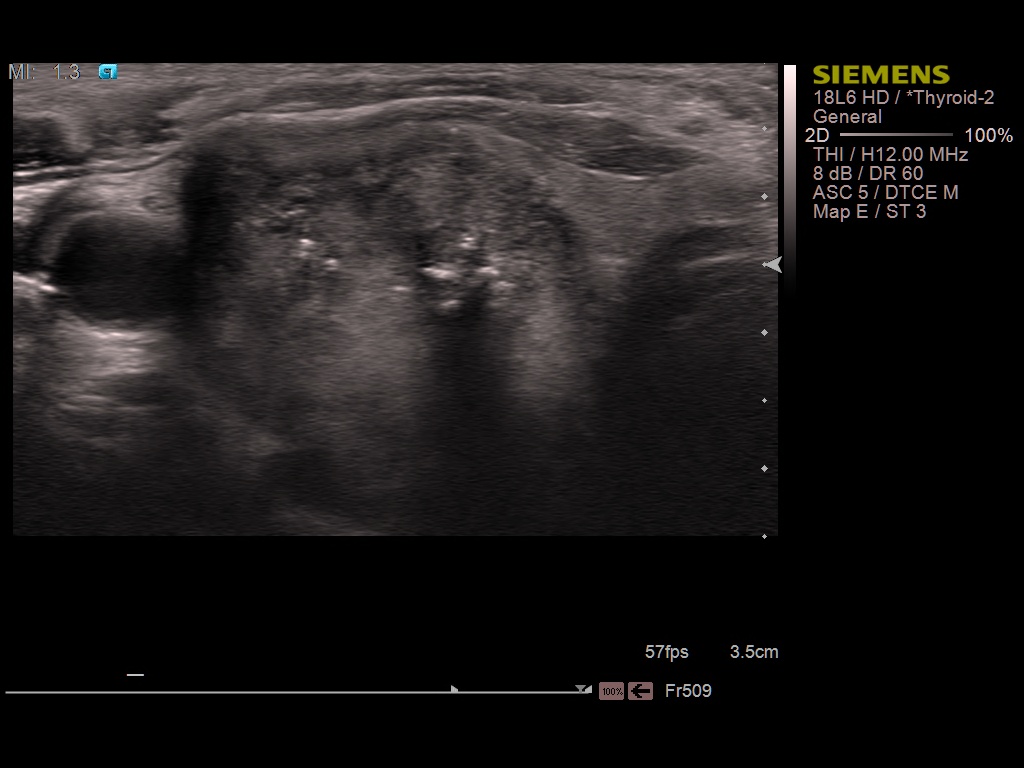 MI: 1.3
SIEMENS
18L6 HD / *Thyroid-2
General
2D 100%
THI / H12.00 MHz
8 dB / DR 60
ASC 5 / DTCE M
Map E / ST 3
57fps 3.5cm
100% Fr509